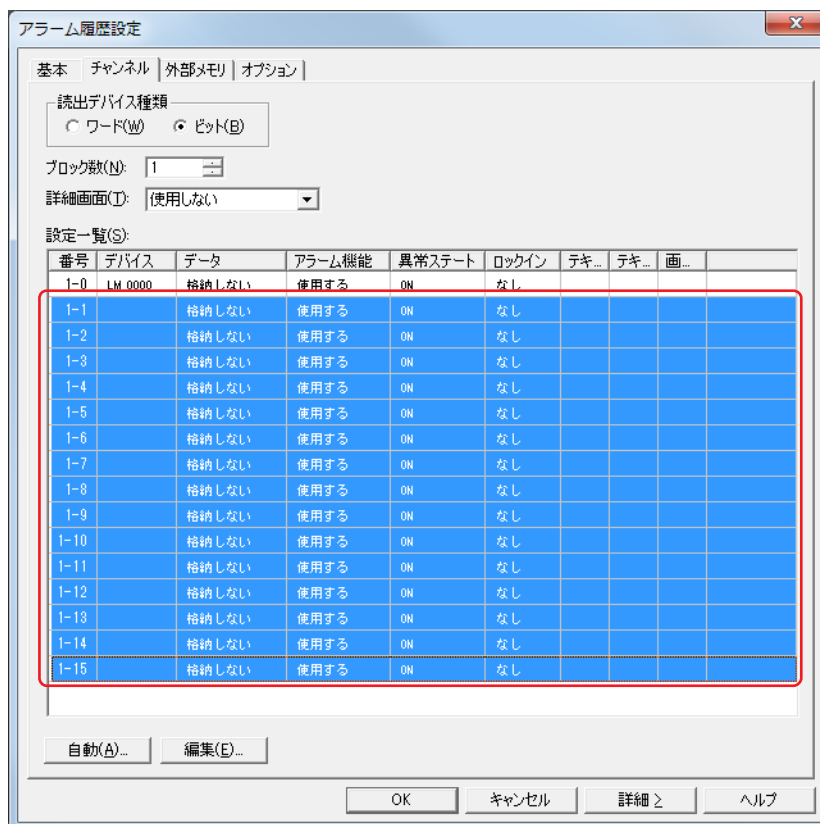 アラーム履歴設定
基本 チャンネル 外部メモリ オプション
読出デバイス種類
ワード(W) ビット(B)
ブロック数(N): 1
詳細画面(T): 使用しない
設定一覧(S):
番号 デバイス データ アラーム機能 異常ステート ロックイン テキ... テキ... 画...
1-0 LM 0000 格納しない 使用する ON なし
1-1 格納しない 使用する ON なし
1-2 格納しない 使用する ON なし
1-3 格納しない 使用する ON なし
1-4 格納しない 使用する ON なし
1-5 格納しない 使用する ON なし
1-6 格納しない 使用する ON なし
1-7 格納しない 使用する ON なし
1-8 格納しない 使用する ON なし
1-9 格納しない 使用する ON なし
1-10 格納しない 使用する ON なし
1-11 格納しない 使用する ON なし
1-12 格納しない 使用する ON なし
1-13 格納しない 使用する ON なし
1-14 格納しない 使用する ON なし
1-15 格納しない 使用する ON なし
自動(A)... 編集(E)...
OK キャンセル 詳細 ≥ ヘルプ